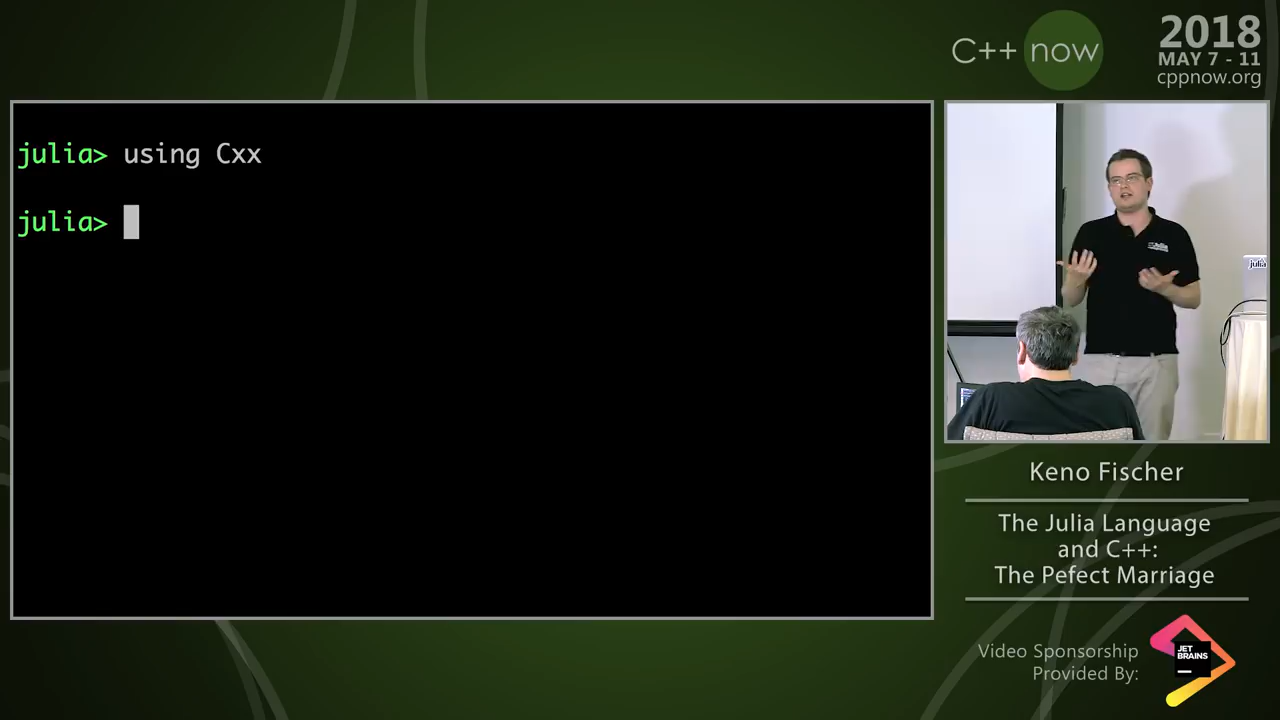 C++ now
2018
MAY 7 - 11
cppnow.org
julia> using Cxx
julia>
julia
Keno Fischer
The Julia Language
and C++:
The Pefect Marriage
Video Sponsorship
Provided By:
JET
BRAINS